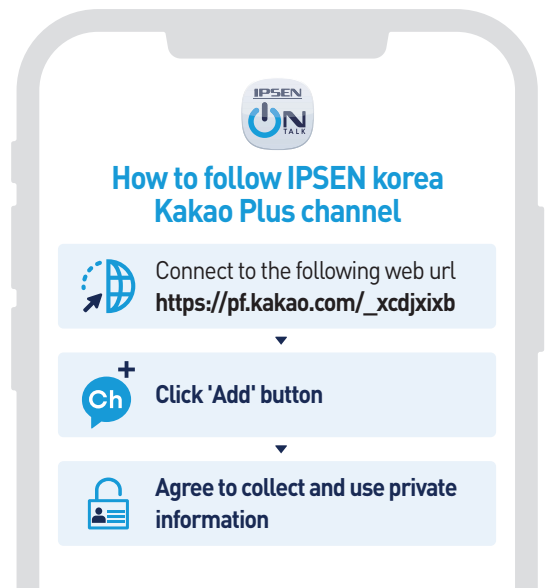 IPSEN
ON
TALK
How to follow IPSEN korea
Kakao Plus channel
Connect to the following web url
https://pf.kakao.com/_xcdjxixb
Ch
Click 'Add' button
Agree to collect and use private
information